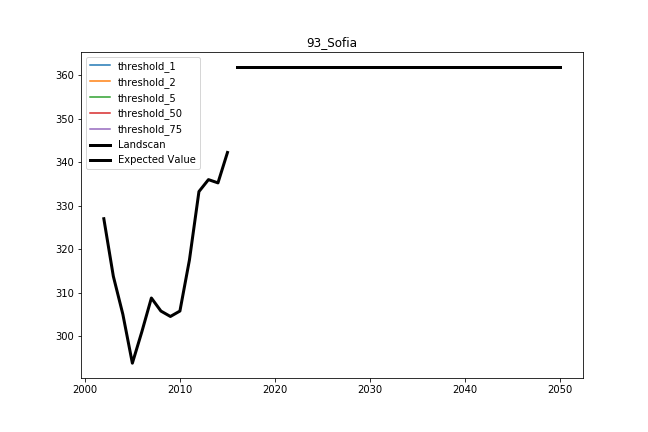 93_Sofia
threshold_1
threshold_2
threshold_5
threshold_50
threshold_75
Landscan
Expected Value
360
350
340
330
320
310
300
2000
2010
2020
2030
2040
2050